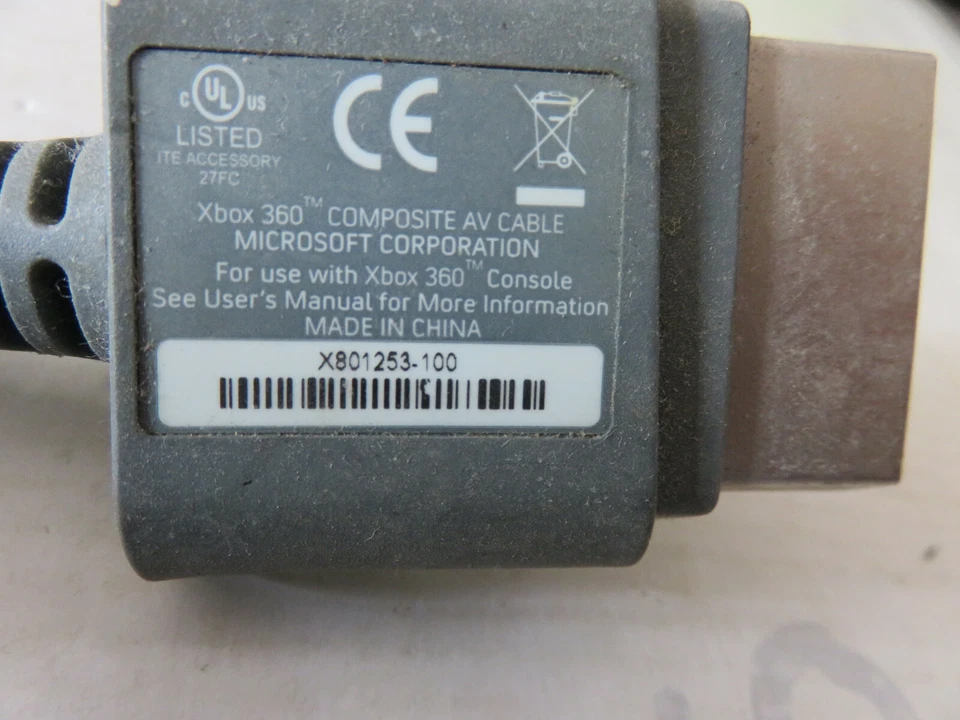 C UL US
LISTED
ITE ACCESSORY
27FC
CE
Xbox 360™ COMPOSITE AV CABLE
MICROSOFT CORPORATION
For use with Xbox 360™ Console
See User's Manual for More Information
MADE IN CHINA
X801253-100